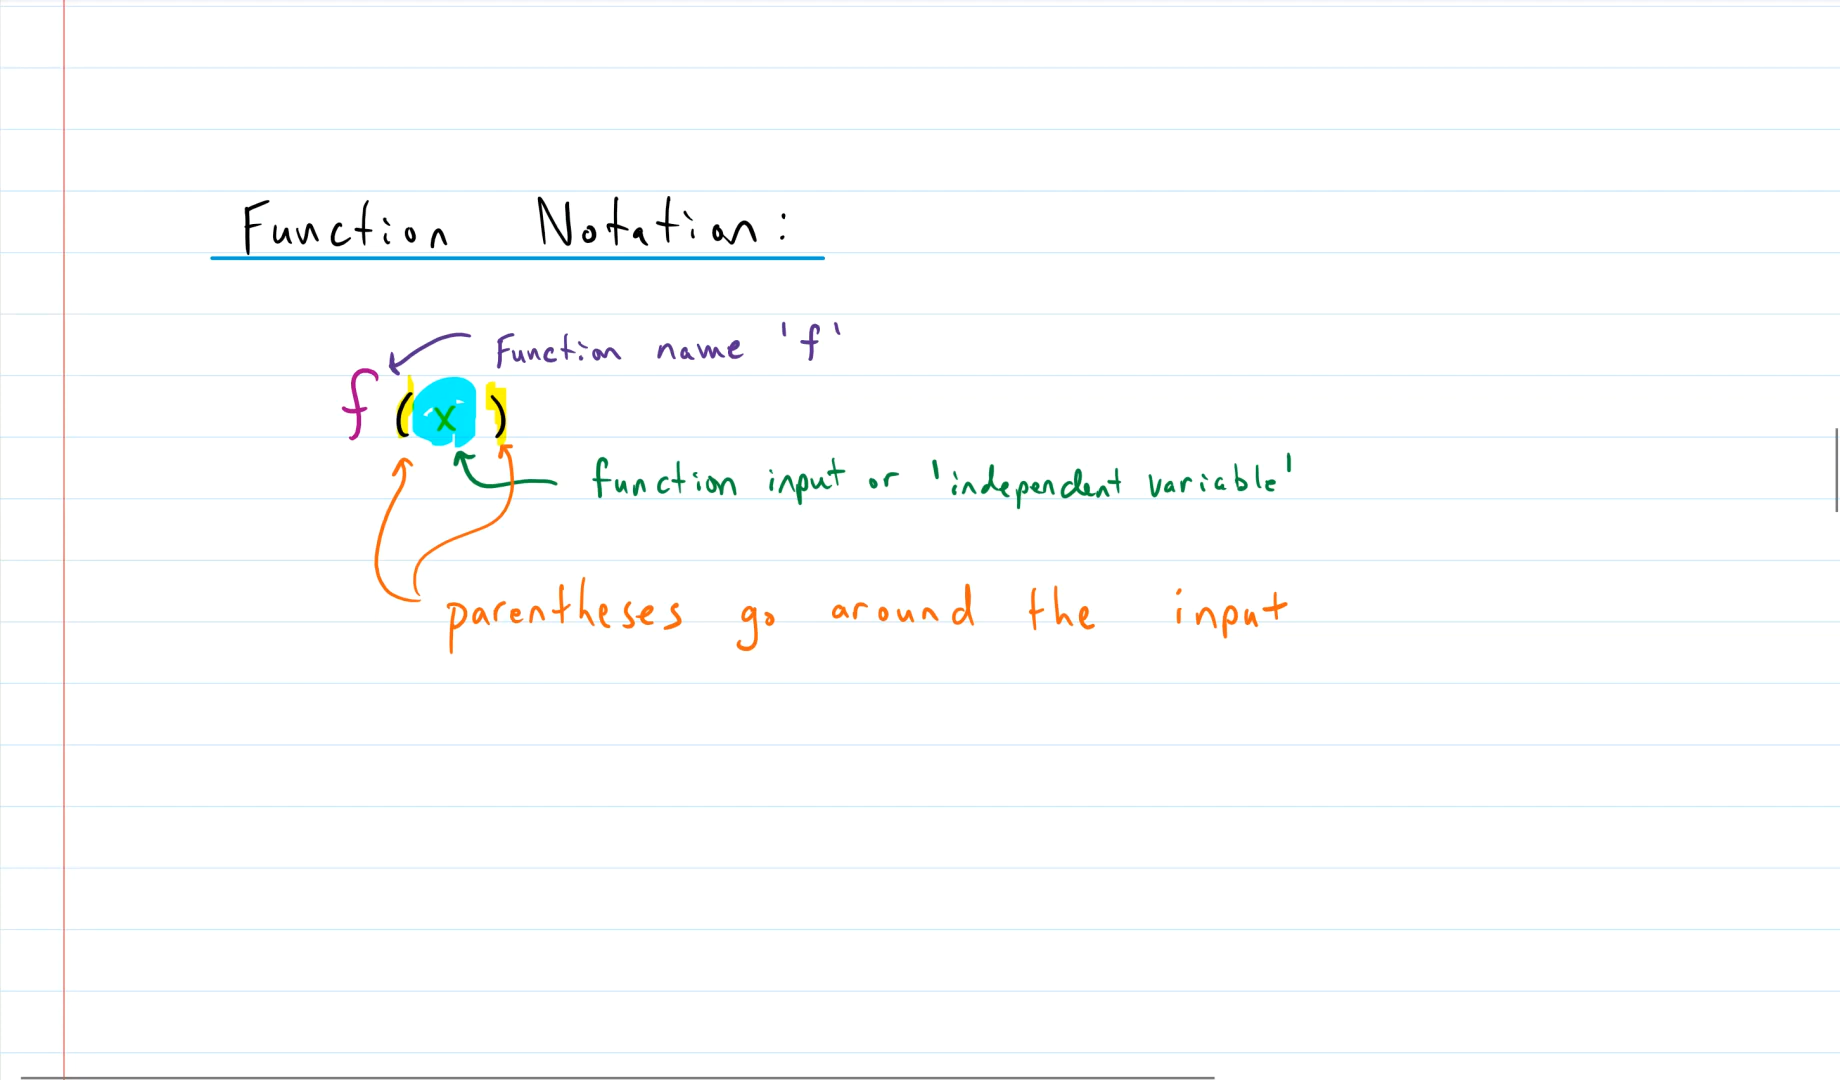 Function Notation:
Function name 'f'
f(x)
function input or 'independent variable'
parentheses go around the input